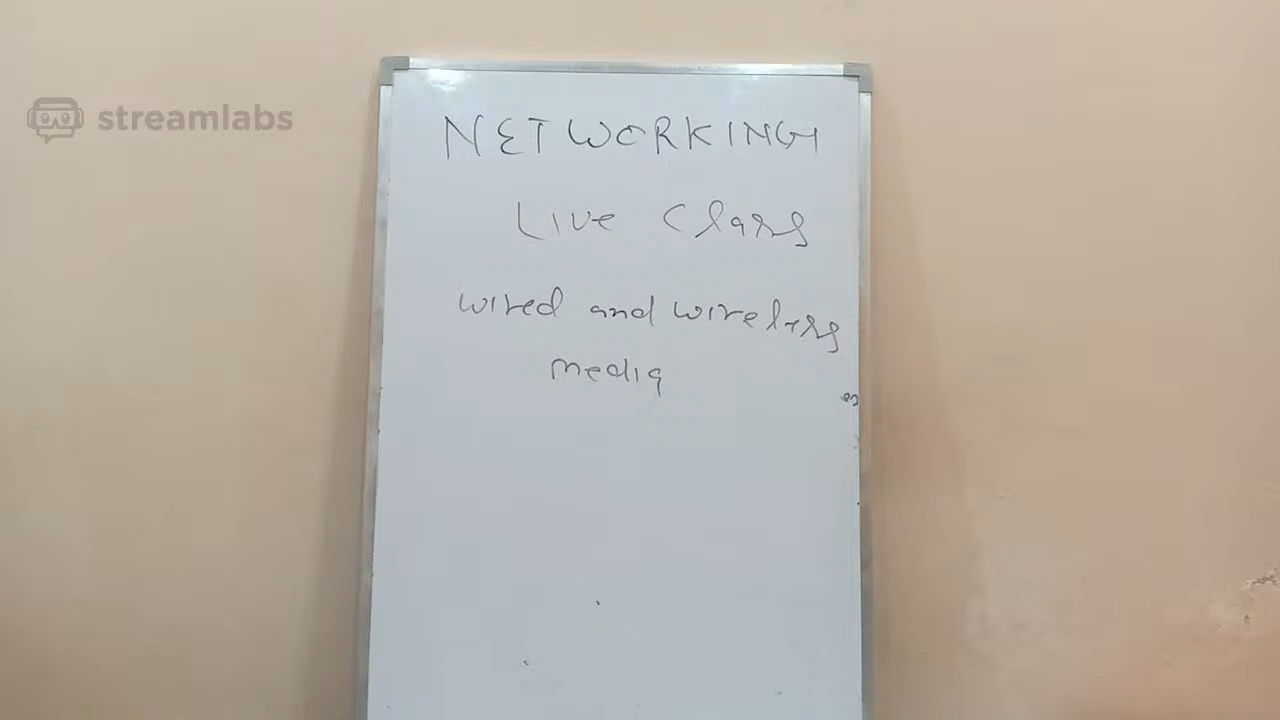 streamlabs
NETWORKING
Live Class
wired and wireless
media